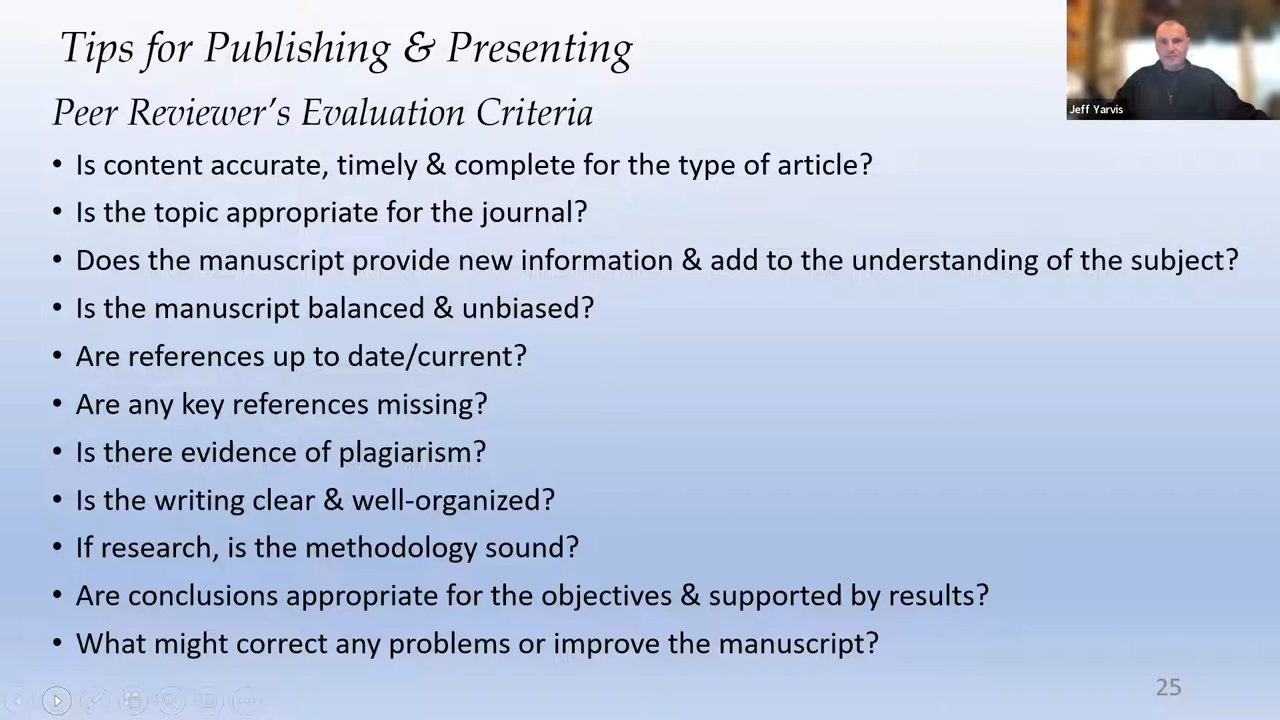 Tips for Publishing & Presenting
Jeff Yarvis
Peer Reviewer's Evaluation Criteria
• Is content accurate, timely & complete for the type of article?
• Is the topic appropriate for the journal?
• Does the manuscript provide new information & add to the understanding of the subject?
• Is the manuscript balanced & unbiased?
• Are references up to date/current?
• Are any key references missing?
• Is there evidence of plagiarism?
• Is the writing clear & well-organized?
• If research, is the methodology sound?
• Are conclusions appropriate for the objectives & supported by results?
• What might correct any problems or improve the manuscript?
25